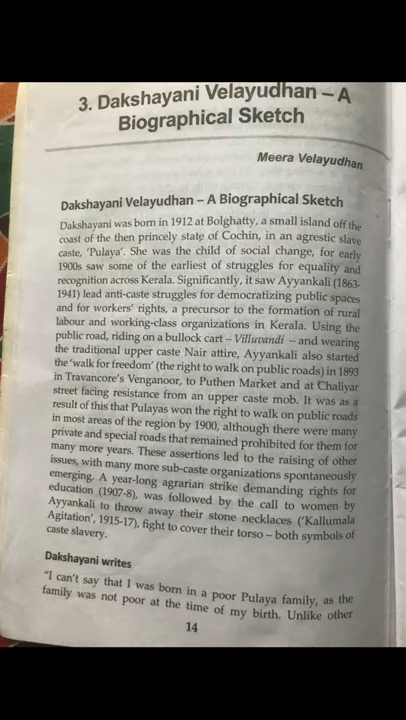 3. Dakshayani Velayudhan – A
Biographical Sketch
Meera Velayudhan
Dakshayani Velayudhan – A Biographical Sketch
Dakshayani was born in 1912 at Bolghatty, a small island off the
coast of the then princely state of Cochin, in an agrestic slave
caste, 'Pulaya'. She was the child of social change, for early
1900s saw some of the earliest of struggles for equality and
recognition across Kerala. Significantly, it saw Ayyankali (1863-
1941) lead anti-caste struggles for democratizing public spaces
and for workers' rights, a precursor to the formation of rural
labour and working-class organizations in Kerala. Using the
public road, riding on a bullock cart – Villuvandi – and wearing
the traditional upper caste Nair attire, Ayyankali also started
the 'walk for freedom' (the right to walk on public roads) in 1893
in Travancore's Venganoor, to Puthen Market and at Chaliyar
street facing resistance from an upper caste mob. It was as a
result of this that Pulayas won the right to walk on public roads
in most areas of the region by 1900, although there were many
private and special roads that remained prohibited for them for
many more years. These assertions led to the raising of other
issues, with many more sub-caste organizations spontaneously
emerging. A year-long agrarian strike demanding rights for
education (1907-8), was followed by the call to women by
Ayyankali to throw away their stone necklaces ('Kallumala
Agitation', 1915-17), fight to cover their torso – both symbols of
caste slavery.
Dakshayani writes
"I can't say that I was born in a poor Pulaya family, as the
family was not poor at the time of my birth. Unlike other
14